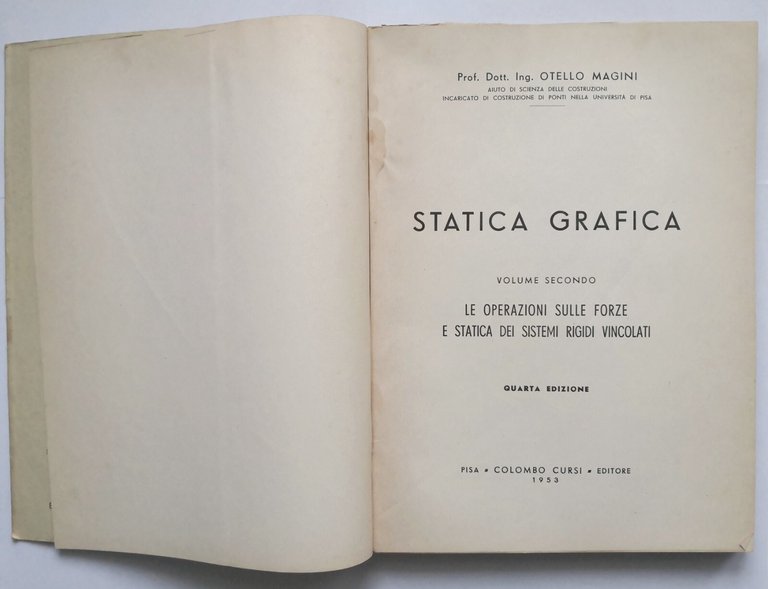 Prof. Dott. Ing. OTELLO MAGINI
AIUTO DI SCIENZA DELLE COSTRUZIONI
INCARICATO DI COSTRUZIONE DI PONTI NELLA UNIVERSITÀ DI PISA
STATICA GRAFICA
VOLUME SECONDO
LE OPERAZIONI SULLE FORZE
E STATICA DEI SISTEMI RIGIDI VINCOLATI
QUARTA EDIZIONE
PISA ▪ COLOMBO CURSI ▪ EDITORE
1953